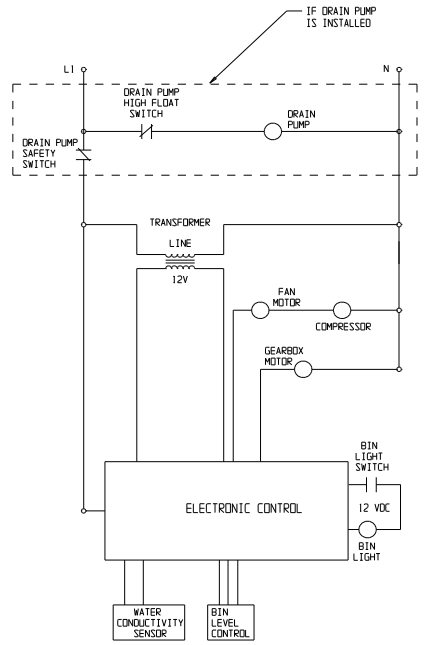 IF DRAIN PUMP
IS INSTALLED
L1
N
DRAIN PUMP
HIGH FLOAT
SWITCH
DRAIN
PUMP
DRAIN PUMP
SAFETY
SWITCH
TRANSFORMER
LINE
12V
FAN
MOTOR
COMPRESSOR
GEARBOX
MOTOR
BIN
LIGHT
SWITCH
ELECTRONIC CONTROL
12 VDC
BIN
LIGHT
WATER
CONDUCTIVITY
SENSOR
BIN
LEVEL
CONTROL